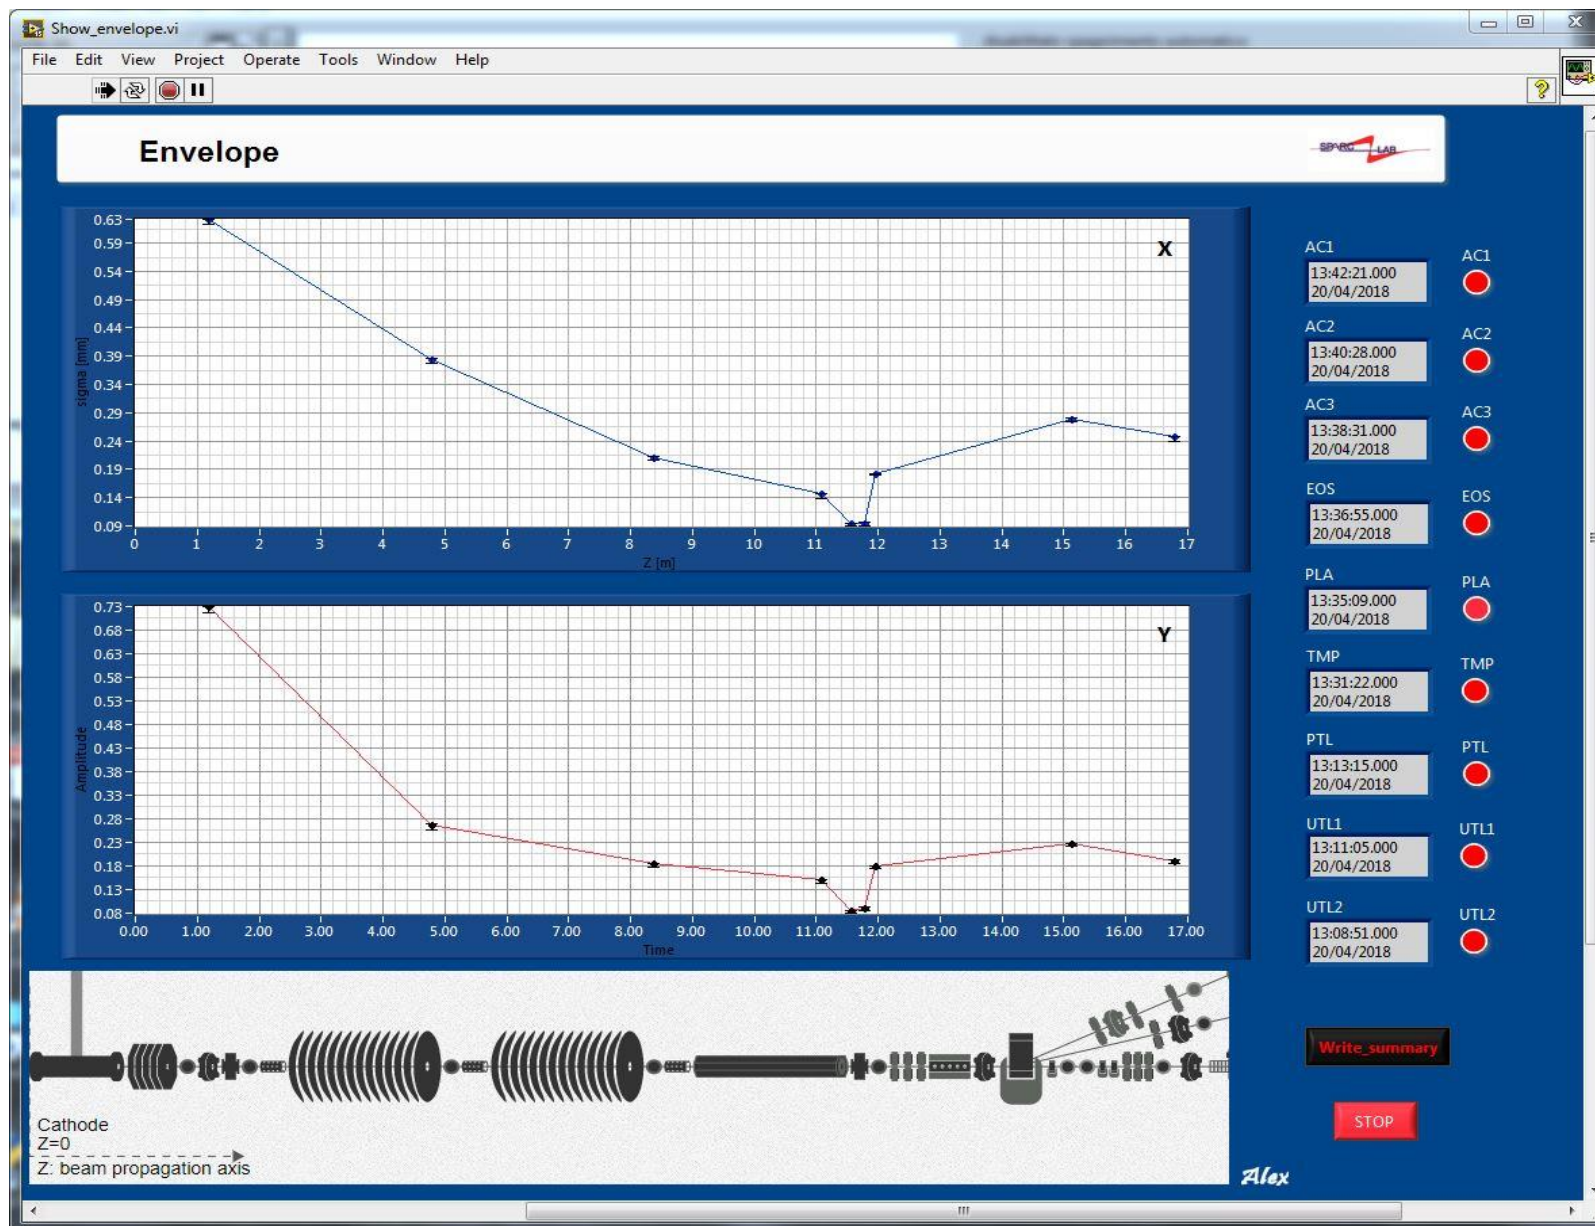 Show_envelope.vi
File Edit View Project Operate Tools Window Help
Envelope
SPARC LAB
X
0.63
0.59
0.54
0.49
0.44
0.39
0.34
0.29
0.24
0.19
0.14
0.09
sigma [mm]
0 1 2 3 4 5 6 7 8 9 10 11 12 13 14 15 16 17
Z [m]
Y
0.73
0.68
0.63
0.58
0.53
0.48
0.43
0.38
0.33
0.28
0.23
0.18
0.13
0.08
Amplitude
0.00 1.00 2.00 3.00 4.00 5.00 6.00 7.00 8.00 9.00 10.00 11.00 12.00 13.00 14.00 15.00 16.00 17.00
Time
AC1 AC1
13:42:21.000
20/04/2018
AC2 AC2
13:40:28.000
20/04/2018
AC3 AC3
13:38:31.000
20/04/2018
EOS EOS
13:36:55.000
20/04/2018
PLA PLA
13:35:09.000
20/04/2018
TMP TMP
13:31:22.000
20/04/2018
PTL PTL
13:13:15.000
20/04/2018
UTL1 UTL1
13:11:05.000
20/04/2018
UTL2 UTL2
13:08:51.000
20/04/2018
Write_summary
STOP
Cathode
Z=0
Z: beam propagation axis
Alex